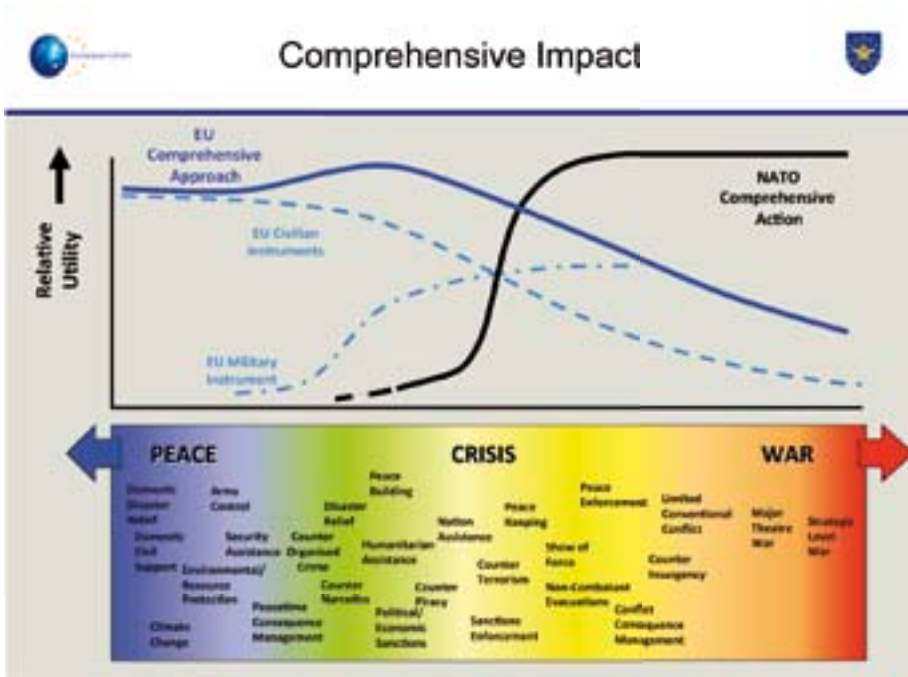 Comprehensive Impact
EU
Comprehensive
Approach
Relative
Utility
NATO
Comprehensive
Action
EU Civilian
Instruments
EU Military
Instrument
PEACE
CRISIS
WAR
Domestic
Disaster
Relief
Arms
Control
Domestic
Civil
Support
Security
Assistance
Environmental/
Resource
Protection
Climate
Change
Peacetime
Consequence
Management
Counter
Organised
Crime
Disaster
Relief
Peace
Building
Humanitarian
Assistance
Counter
Narcotics
Political/
Economic
Sanctions
Counter
Piracy
Nation
Assistance
Peace
Keeping
Counter
Terrorism
Sanctions
Enforcement
Show of
Force
Non-Combatant
Evacuations
Peace
Enforcement
Conflict
Consequence
Management
Limited
Conventional
Conflict
Counter
Insurgency
Major
Theatre
War
Strategic
Level
War